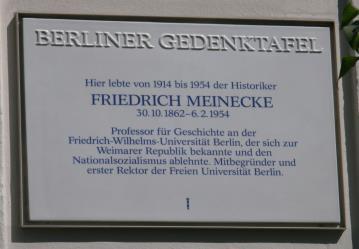 BERLINER GEDENKTAFEL
Hier lebte von 1914 bis 1954 der Historiker
FRIEDRICH MEINECKE
30.10.1862–6.2.1954
Professor für Geschichte an der
Friedrich-Wilhelms-Universität Berlin, der sich zur
Weimarer Republik bekannte und den
Nationalsozialismus ablehnte. Mitbegründer und
erster Rektor der Freien Universität Berlin.